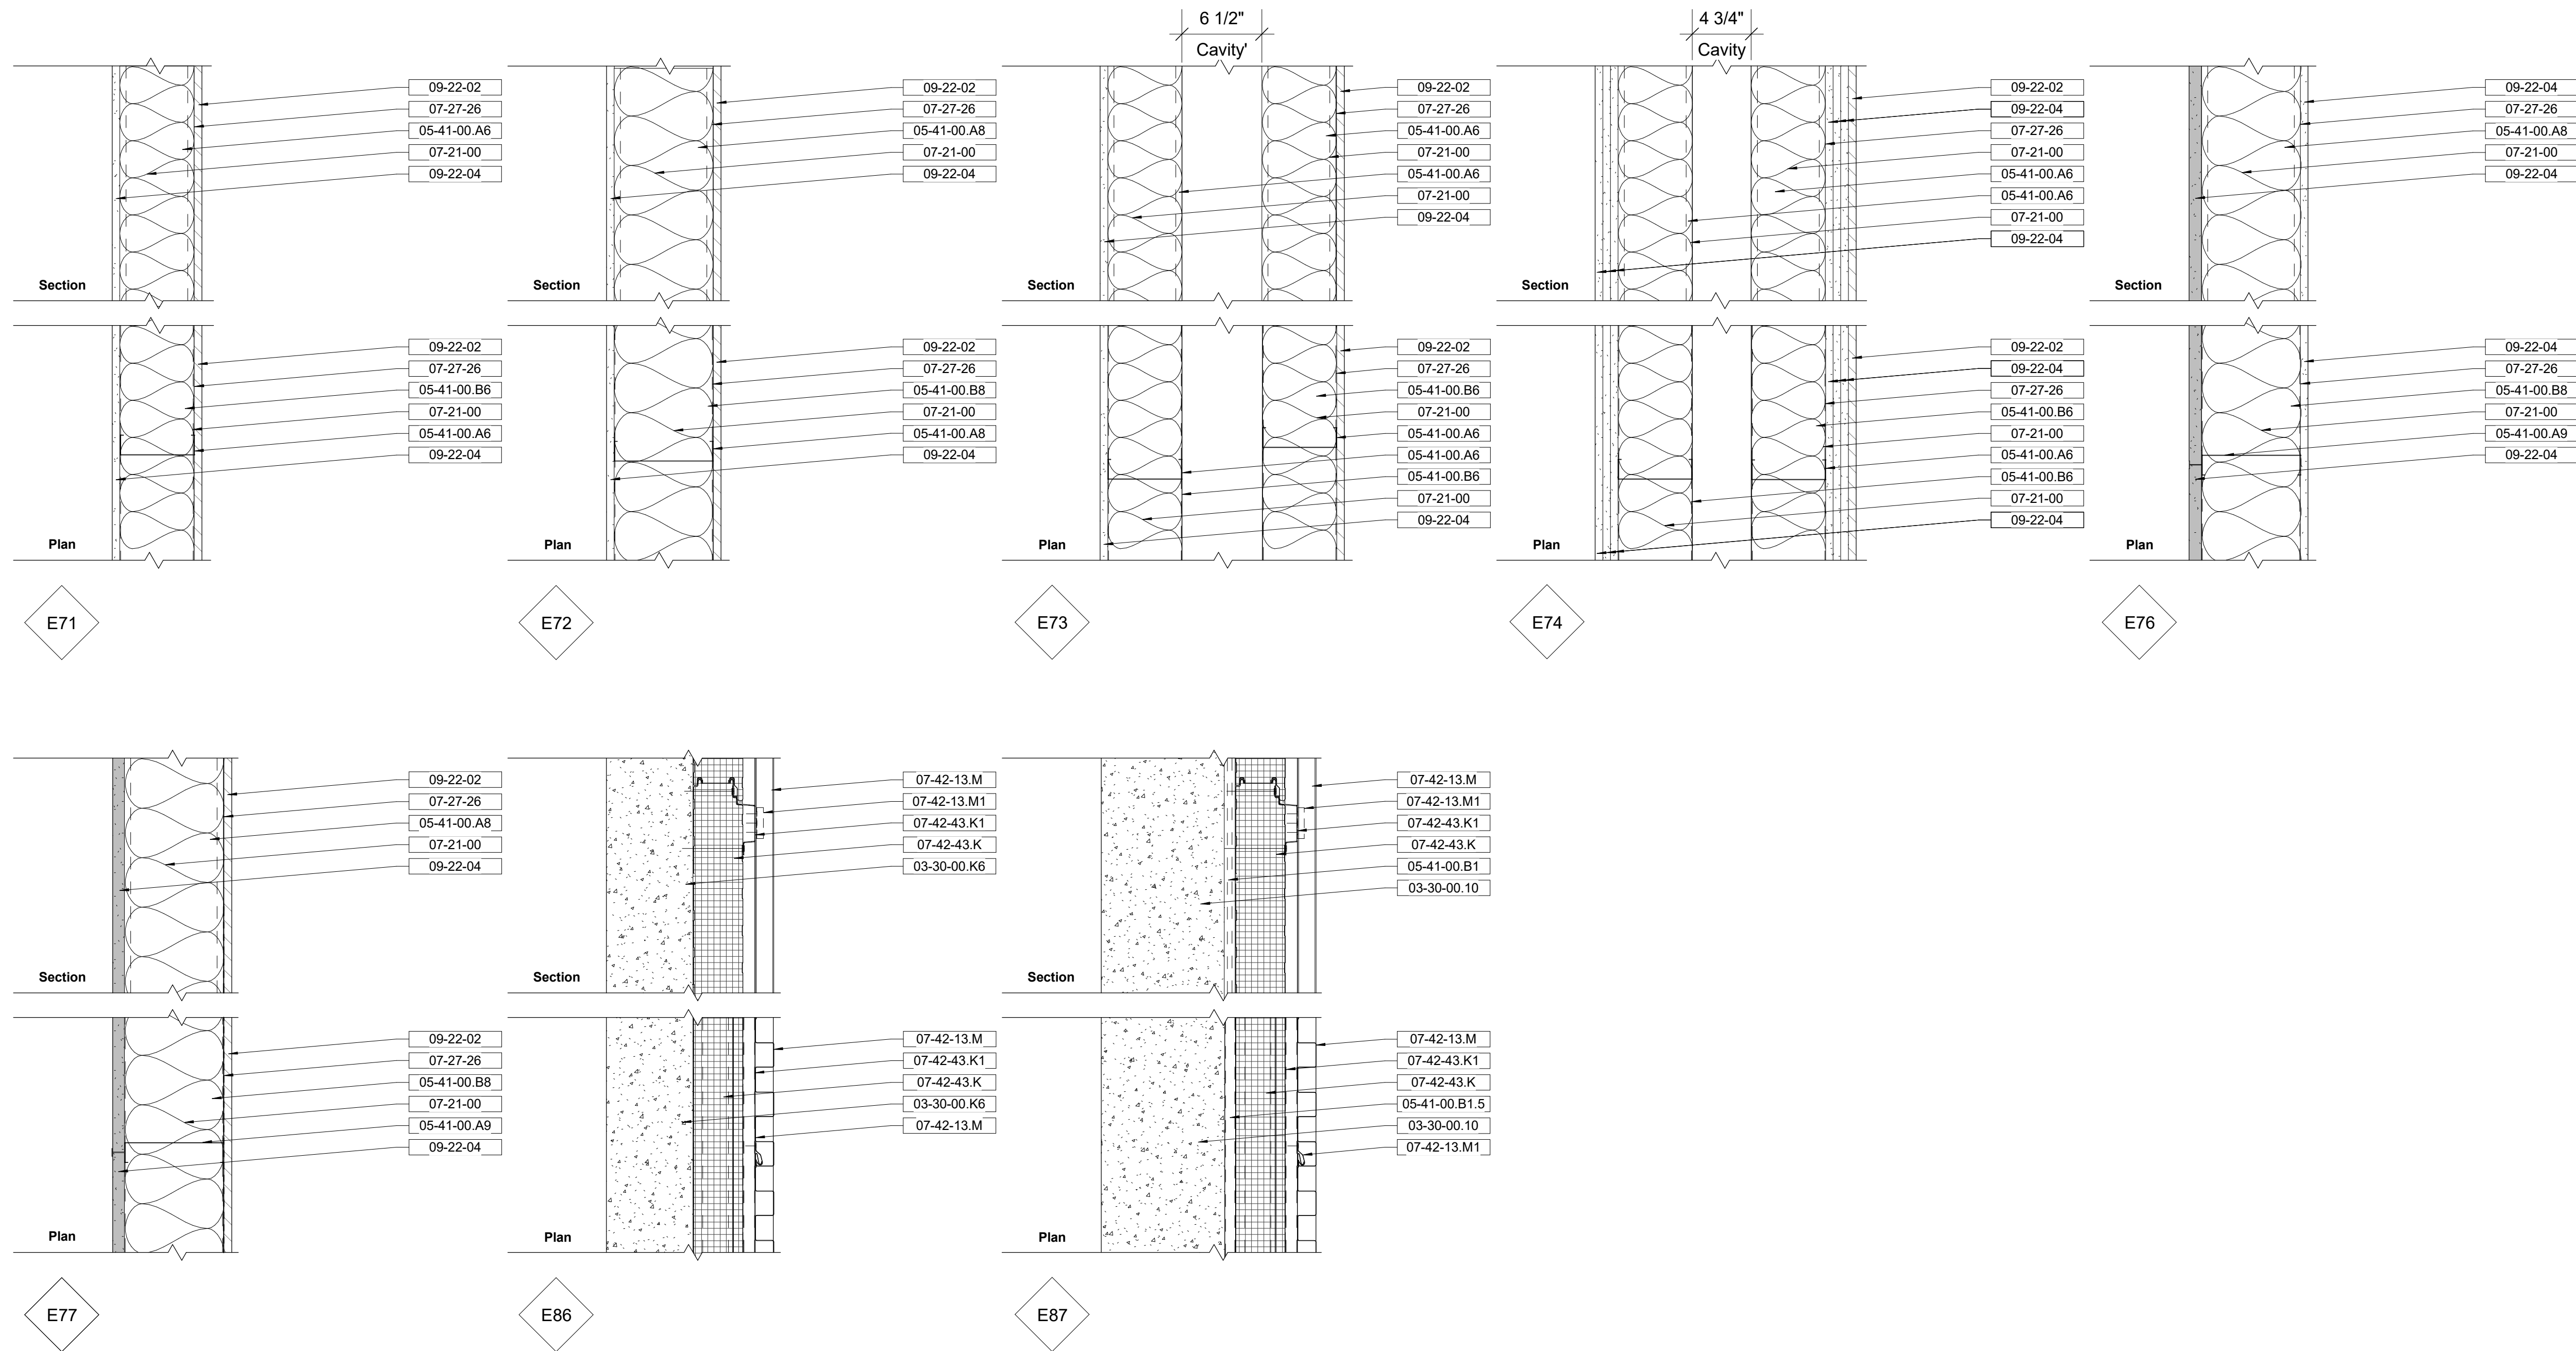 6 1/2"
Cavity'
4 3/4"
Cavity
09-22-02
07-27-26
05-41-00.A6
07-21-00
09-22-04
Section
09-22-02
07-27-26
05-41-00.B6
07-21-00
05-41-00.A6
09-22-04
Plan
E71
09-22-02
07-27-26
05-41-00.A8
07-21-00
09-22-04
Section
09-22-02
07-27-26
05-41-00.B8
07-21-00
05-41-00.A8
09-22-04
Plan
E72
09-22-02
07-27-26
05-41-00.A6
07-21-00
05-41-00.A6
07-21-00
09-22-04
Section
09-22-02
07-27-26
05-41-00.B6
07-21-00
05-41-00.A6
05-41-00.A6
05-41-00.B6
07-21-00
09-22-04
Plan
E73
09-22-02
09-22-04
07-27-26
07-21-00
05-41-00.A6
05-41-00.A6
07-21-00
09-22-04
Section
09-22-02
09-22-04
07-27-26
05-41-00.B6
07-21-00
05-41-00.A6
05-41-00.B6
07-21-00
09-22-04
Plan
E74
09-22-04
07-27-26
05-41-00.A8
07-21-00
09-22-04
Section
09-22-04
07-27-26
05-41-00.B8
07-21-00
05-41-00.A9
09-22-04
Plan
E76
09-22-02
07-27-26
05-41-00.A8
07-21-00
09-22-04
Section
09-22-02
07-27-26
05-41-00.B8
07-21-00
05-41-00.A9
09-22-04
Plan
E77
07-42-13.M
07-42-13.M1
07-42-43.K1
07-42-43.K
03-30-00.K6
Section
07-42-13.M
07-42-43.K1
07-42-43.K
03-30-00.K6
07-42-13.M
Plan
E86
07-42-13.M
07-42-13.M1
07-42-43.K1
07-42-43.K
05-41-00.B1
03-30-00.10
Section
07-42-13.M
07-42-43.K1
07-42-43.K
05-41-00.B1.5
03-30-00.10
07-42-13.M1
Plan
E87